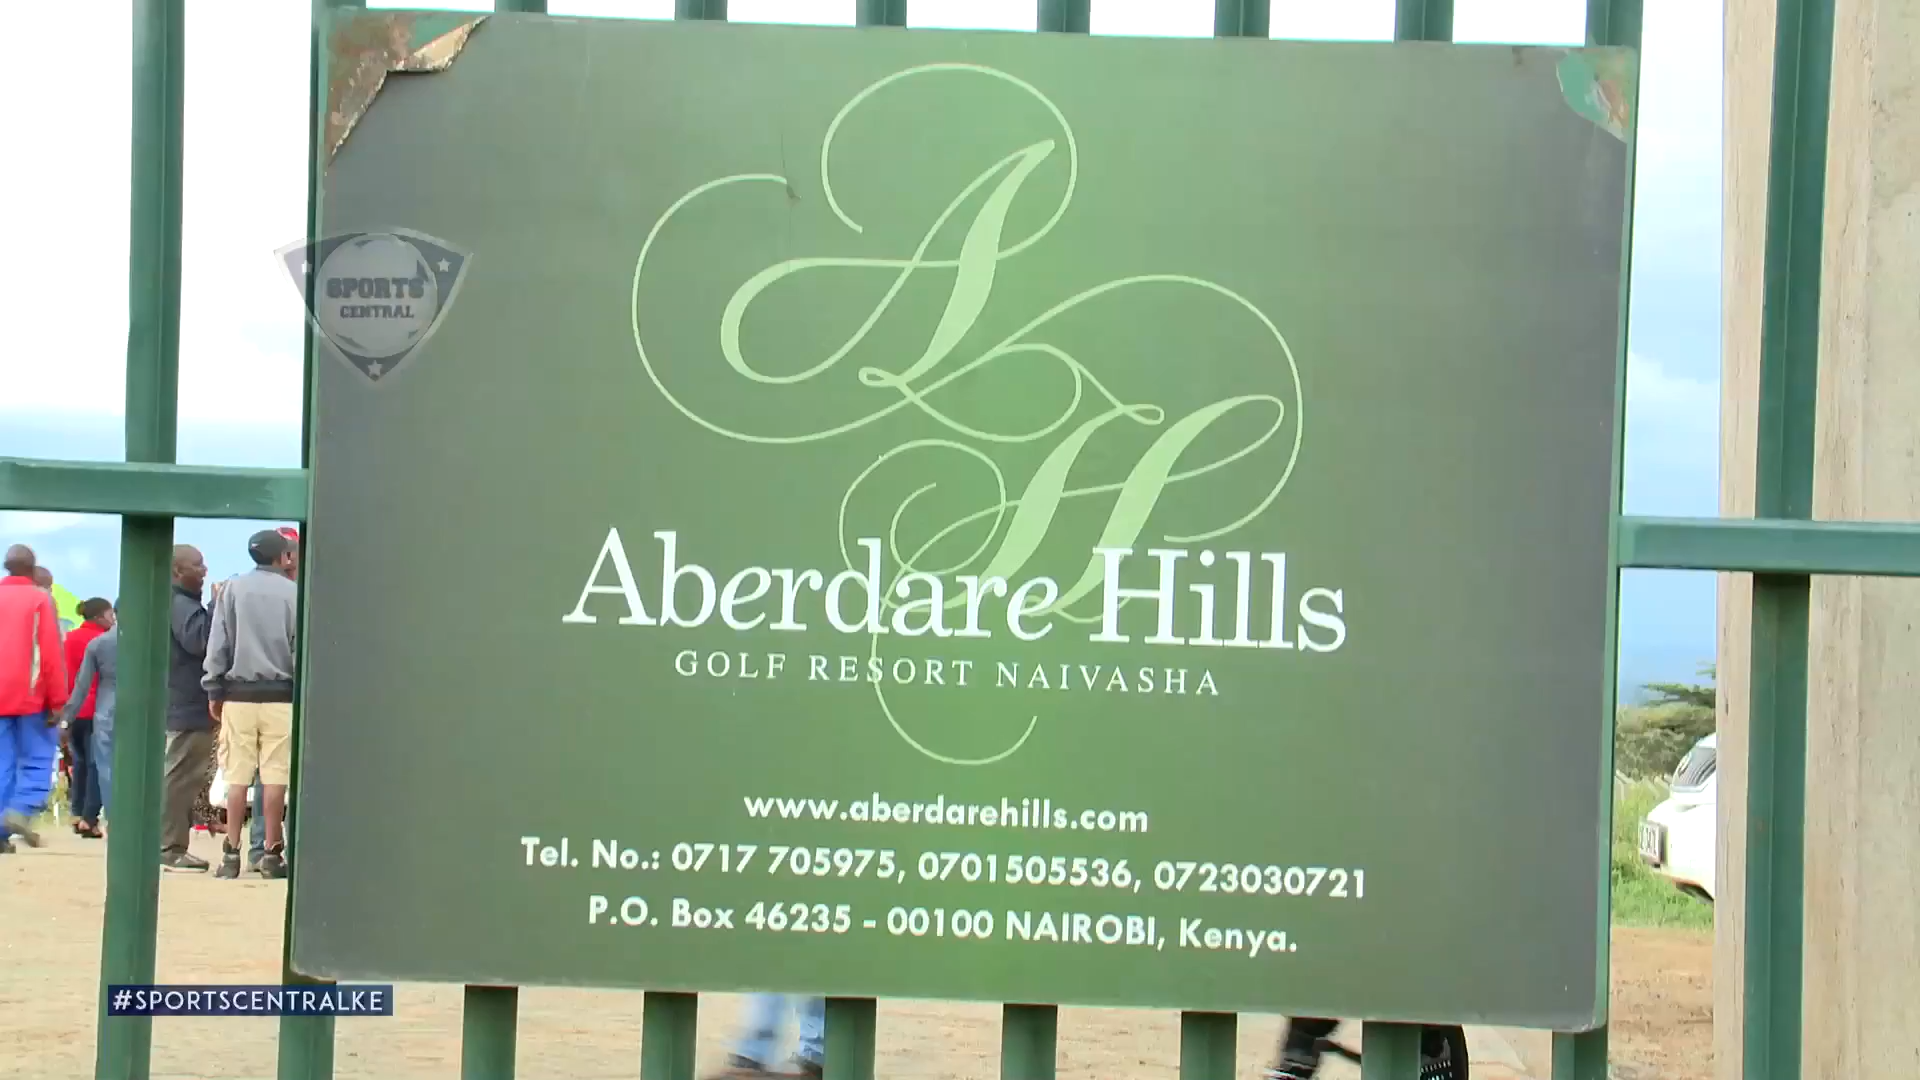 AH
SPORTS
CENTRAL
Aberdare Hills
GOLF RESORT NAIVASHA
www.aberdarehills.com
Tel. No.: 0717 705975, 0701505536, 0723030721
P.O. Box 46235 - 00100 NAIROBI, Kenya.
#SPORTSCENTRALKE